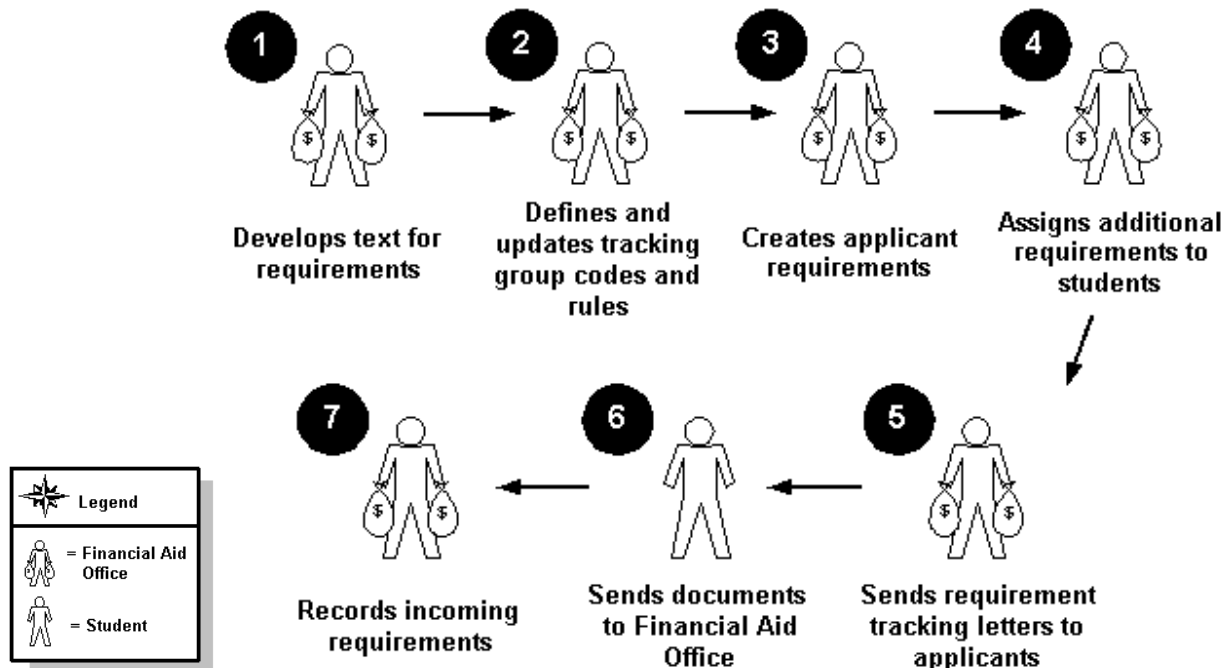 1
Develops text for
requirements
2
Defines and
updates tracking
group codes and
rules
3
Creates applicant
requirements
4
Assigns additional
requirements to
students
5
Sends requirement
tracking letters to
applicants
6
Sends documents
to Financial Aid
Office
7
Records incoming
requirements
Legend
$ $
= Financial Aid
Office
= Student
$ $
$ $
$ $
$ $
$ $
$ $